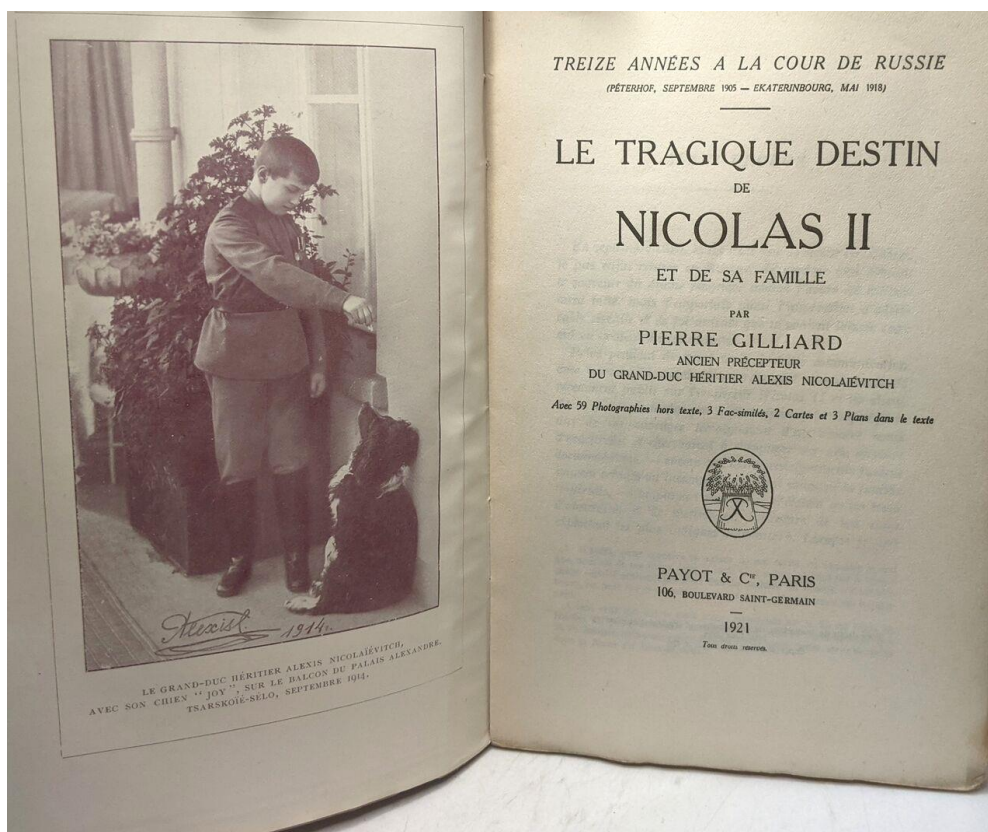 Alexis. 1914.
LE GRAND-DUC HÉRITIER ALEXIS NICOLAÏÉVITCH,
AVEC SON CHIEN "JOY", SUR LE BALCON DU PALAIS ALEXANDRE.
TSARSKOÏÉ-SÉLO, SEPTEMBRE 1914.
TREIZE ANNÉES A LA COUR DE RUSSIE
(PÉTERHOF, SEPTEMBRE 1905 — EKATERINBOURG, MAI 1918)
LE TRAGIQUE DESTIN
DE
NICOLAS II
ET DE SA FAMILLE
PAR
PIERRE GILLIARD
ANCIEN PRÉCEPTEUR
DU GRAND-DUC HÉRITIER ALEXIS NICOLAÏÉVITCH
Avec 59 Photographies hors texte, 3 Fac-similés, 2 Cartes et 3 Plans dans le texte
PAYOT & Cie, PARIS
106, BOULEVARD SAINT-GERMAIN
1921
Tous droits réservés.